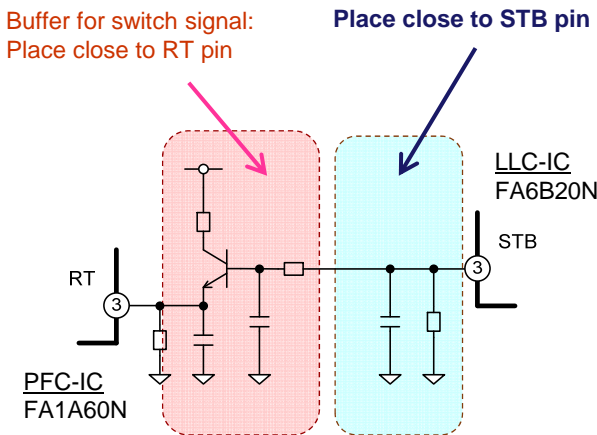 Buffer for switch signal:
Place close to RT pin
Place close to STB pin
LLC-IC
FA6B20N
STB
3
RT
3
PFC-IC
FA1A60N